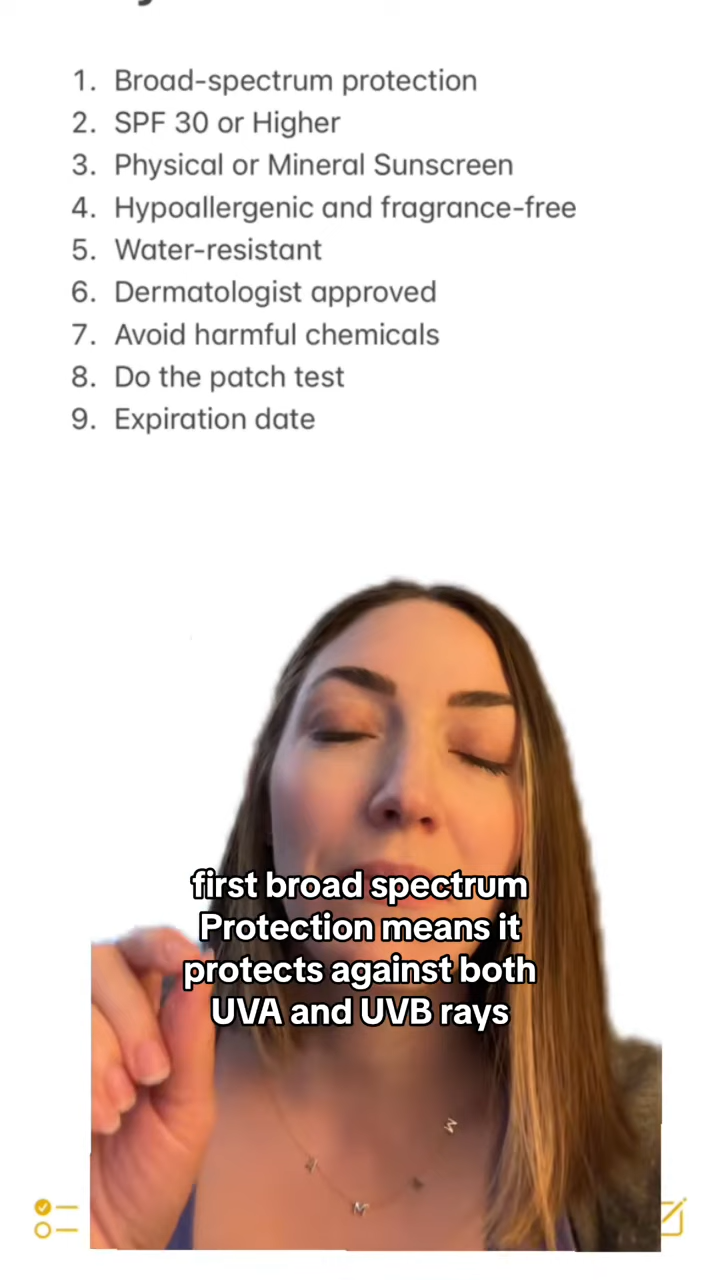 1. Broad-spectrum protection
2. SPF 30 or Higher
3. Physical or Mineral Sunscreen
4. Hypoallergenic and fragrance-free
5. Water-resistant
6. Dermatologist approved
7. Avoid harmful chemicals
8. Do the patch test
9. Expiration date
first broad spectrum
Protection means it
protects against both
UVA and UVB rays
M
M